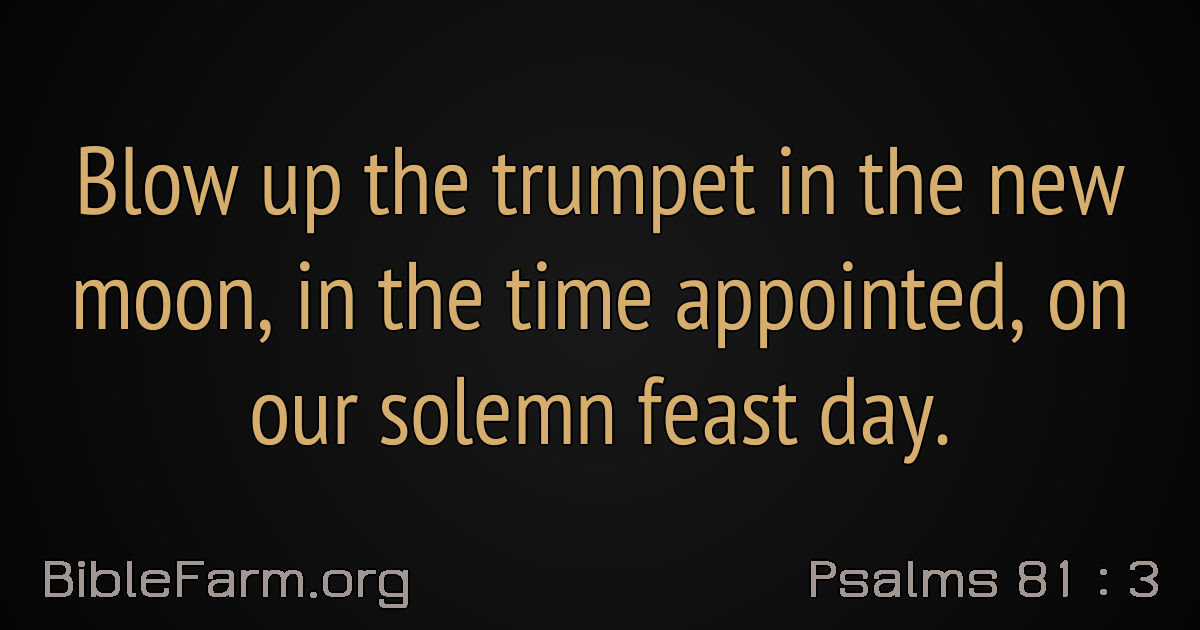 Blow up the trumpet in the new
moon, in the time appointed, on
our solemn feast day.
BibleFarm.org
Psalms 81 : 3